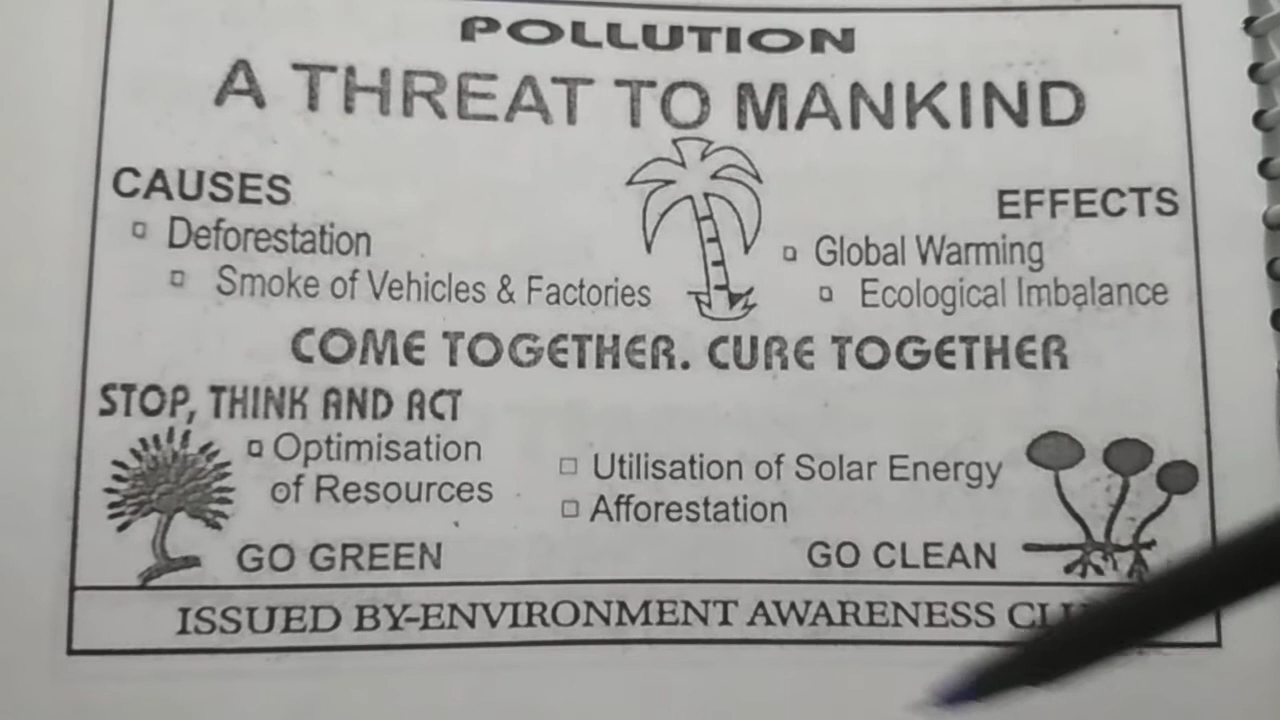 POLLUTION
A THREAT TO MANKIND
CAUSES
Deforestation
Smoke of Vehicles & Factories
EFFECTS
Global Warming
Ecological Imbalance
COME TOGETHER. CURE TOGETHER
STOP, THINK AND ACT
Optimisation
of Resources
Utilisation of Solar Energy
Afforestation
GO GREEN
GO CLEAN
ISSUED BY-ENVIRONMENT AWARENESS